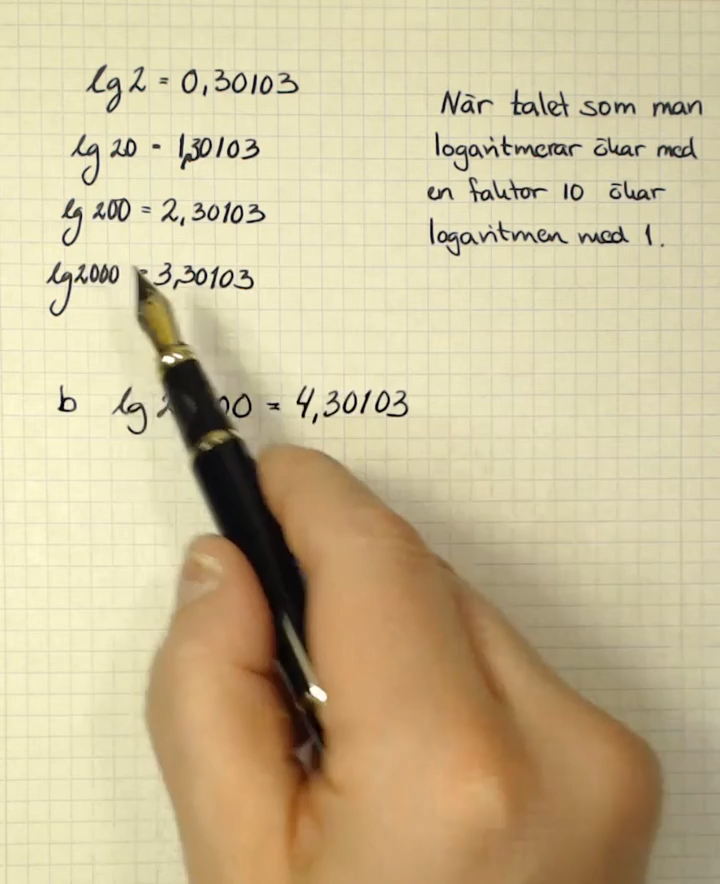 lg 2 = 0,30103
lg 20 = 1,30103
lg 200 = 2,30103
lg 2000 = 3,30103
När talet som man
logaritmerar ökar med
en faktor 10 ökar
logaritmen med 1.
b lg = 4,30103